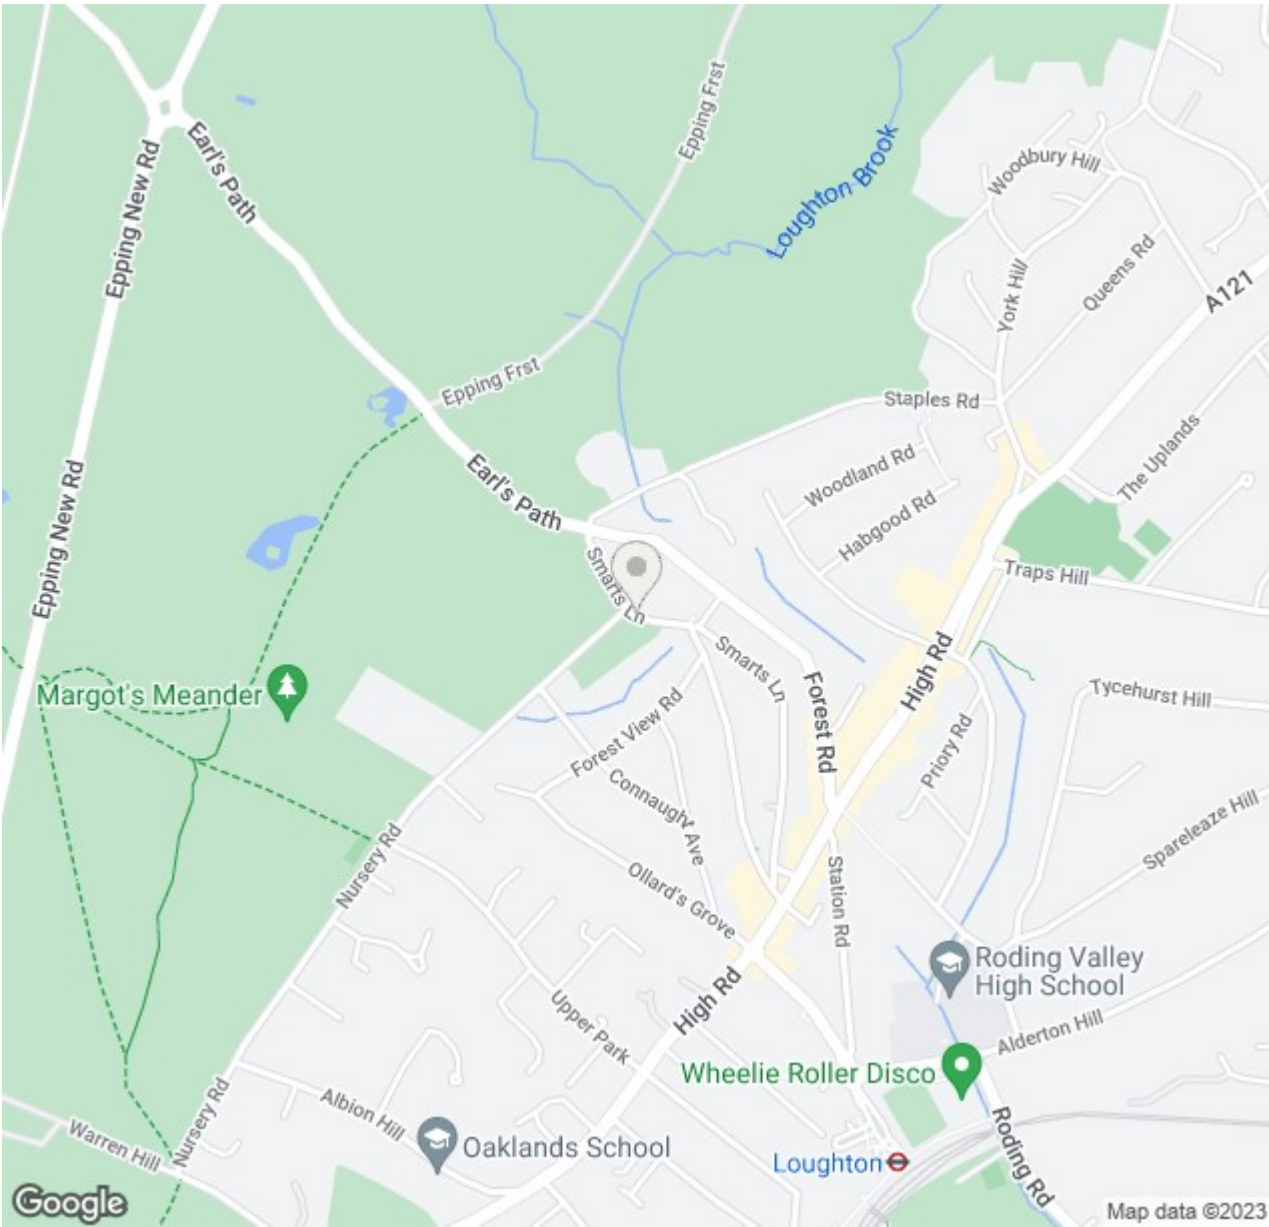 Epping Frst
Loughton Brook
Earl's Path
Epping New Rd
Woodbury Hill
York Hill
Queens Rd
A121
Epping Frst
Staples Rd
Woodland Rd
The Uplands
Earl's Path
Epping New Rd
Habgood Rd
Traps Hill
Smarts Ln
Smarts Ln
High Rd
Forest Rd
Tycehurst Hill
Margot's Meander
Forest View Rd
Priory Rd
Connaught Ave
Spareleaze Hill
Nursery Rd
Ollard's Grove
Station Rd
Roding Valley
High School
High Rd
Upper Park
Alderton Hill
Wheelie Roller Disco
Nursery Rd
Albion Hill
Warren Hill
Oaklands School
Loughton
Roding Rd
Google
Map data ©2023